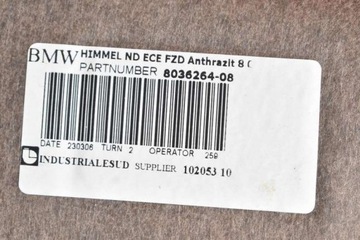 BMW HIMMEL ND ECE FZD Anthrazit 8
PARTNUMBER 8036264-08
DATE 230306 TURN 2 OPERATOR 259
INDUSTRIALESUD SUPPLIER 102053 10